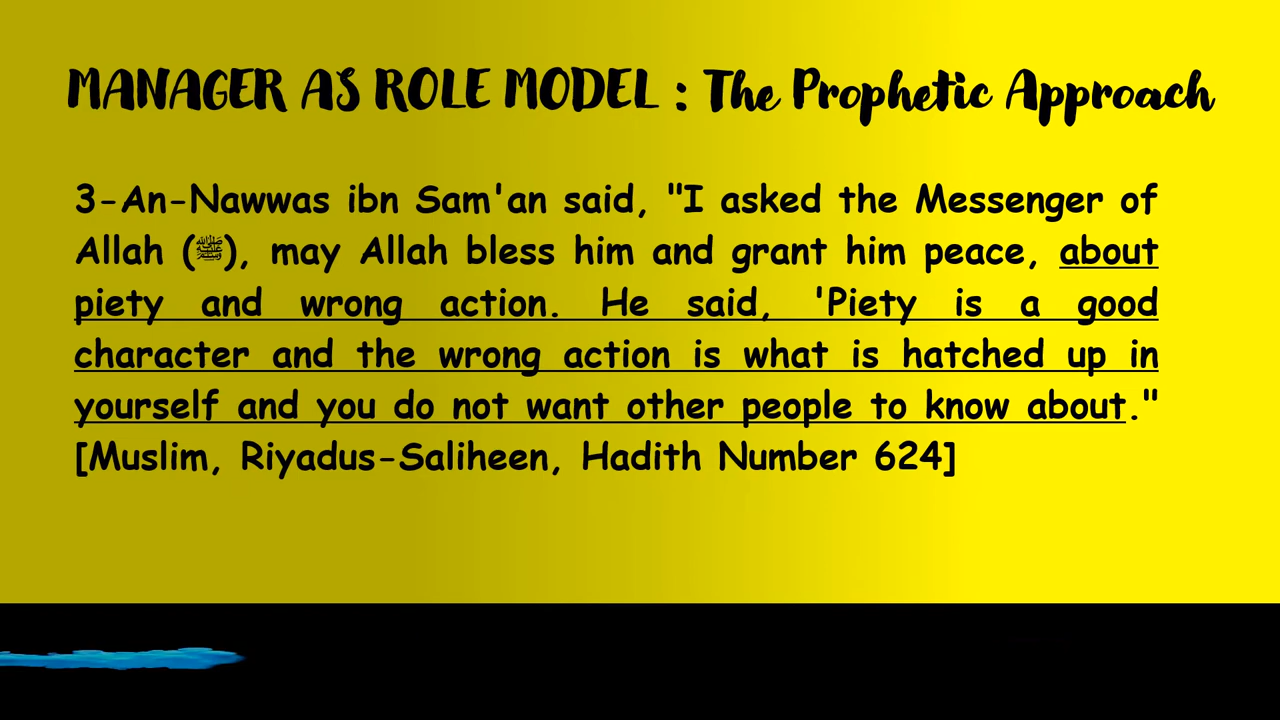 MANAGER AS ROLE MODEL : The Prophetic Approach
3-An-Nawwas ibn Sam'an said, "I asked the Messenger of
Allah (ﷺ), may Allah bless him and grant him peace, about
piety and wrong action. He said, 'Piety is a good
character and the wrong action is what is hatched up in
yourself and you do not want other people to know about."
[Muslim, Riyadus-Saliheen, Hadith Number 624]